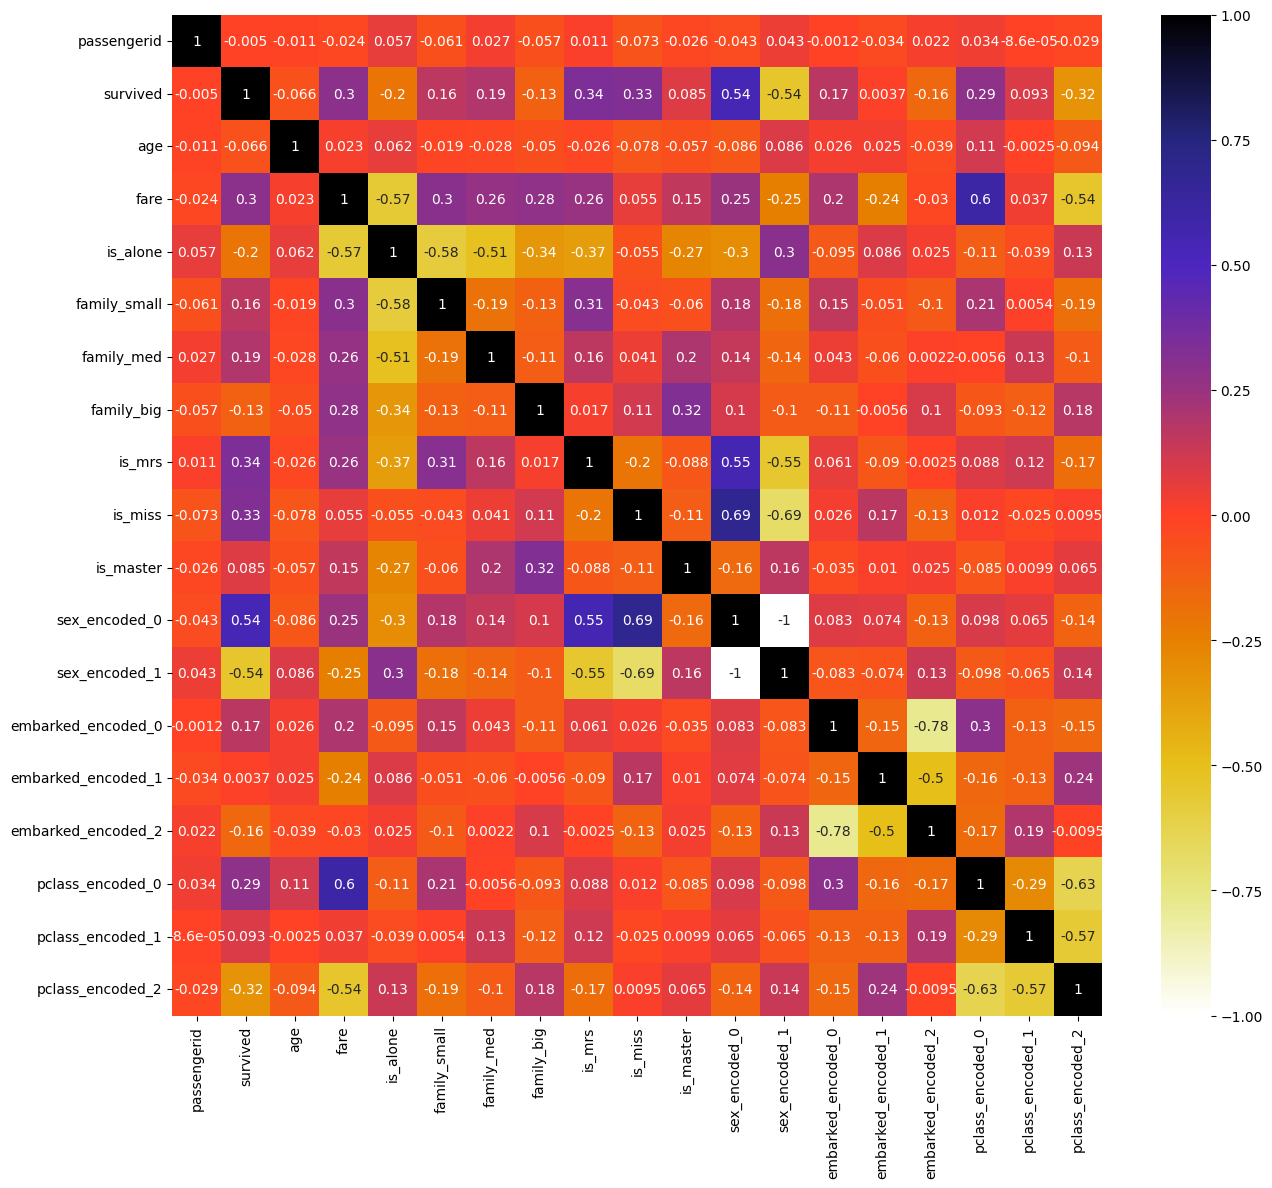 passengerid 1 -0.005 -0.011 -0.024 0.057 -0.061 0.027 -0.057 0.011 -0.073 -0.026 -0.043 0.043 -0.0012 -0.034 0.022 0.034 -8.6e-05 -0.029
survived -0.005 1 -0.066 0.3 -0.2 0.16 0.19 -0.13 0.34 0.33 0.085 0.54 -0.54 0.17 0.0037 -0.16 0.29 0.093 -0.32
age -0.011 -0.066 1 0.023 0.062 -0.019 -0.028 -0.05 -0.026 -0.078 -0.057 -0.086 0.086 0.026 0.025 -0.039 0.11 -0.0025 -0.094
fare -0.024 0.3 0.023 1 -0.57 0.3 0.26 0.28 0.26 0.055 0.15 0.25 -0.25 0.2 -0.24 -0.03 0.6 0.037 -0.54
is_alone 0.057 -0.2 0.062 -0.57 1 -0.58 -0.51 -0.34 -0.37 -0.055 -0.27 -0.3 0.3 -0.095 0.086 0.025 -0.11 -0.039 0.13
family_small -0.061 0.16 -0.019 0.3 -0.58 1 -0.19 -0.13 0.31 -0.043 -0.06 0.18 -0.18 0.15 -0.051 -0.1 0.21 0.0054 -0.19
family_med 0.027 0.19 -0.028 0.26 -0.51 -0.19 1 -0.11 0.16 0.041 0.2 0.14 -0.14 0.043 -0.06 0.0022 -0.0056 0.13 -0.1
family_big -0.057 -0.13 -0.05 0.28 -0.34 -0.13 -0.11 1 0.017 0.11 0.32 0.1 -0.1 -0.11 -0.0056 0.1 -0.093 -0.12 0.18
is_mrs 0.011 0.34 -0.026 0.26 -0.37 0.31 0.16 0.017 1 -0.2 -0.088 0.55 -0.55 0.061 -0.09 -0.0025 0.088 0.12 -0.17
is_miss -0.073 0.33 -0.078 0.055 -0.055 -0.043 0.041 0.11 -0.2 1 -0.11 0.69 -0.69 0.026 0.17 -0.13 0.012 -0.025 0.0095
is_master -0.026 0.085 -0.057 0.15 -0.27 -0.06 0.2 0.32 -0.088 -0.11 1 -0.16 0.16 -0.035 0.01 0.025 -0.085 0.0099 0.065
sex_encoded_0 -0.043 0.54 -0.086 0.25 -0.3 0.18 0.14 0.1 0.55 0.69 -0.16 1 -1 0.083 0.074 -0.13 0.098 0.065 -0.14
sex_encoded_1 0.043 -0.54 0.086 -0.25 0.3 -0.18 -0.14 -0.1 -0.55 -0.69 0.16 -1 1 -0.083 -0.074 0.13 -0.098 -0.065 0.14
embarked_encoded_0 -0.0012 0.17 0.026 0.2 -0.095 0.15 0.043 -0.11 0.061 0.026 -0.035 0.083 -0.083 1 -0.15 -0.78 0.3 -0.13 -0.15
embarked_encoded_1 -0.034 0.0037 0.025 -0.24 0.086 -0.051 -0.06 -0.0056 -0.09 0.17 0.01 0.074 -0.074 -0.15 1 -0.5 -0.16 -0.13 0.24
embarked_encoded_2 0.022 -0.16 -0.039 -0.03 0.025 -0.1 0.0022 0.1 -0.0025 -0.13 0.025 -0.13 0.13 -0.78 -0.5 1 -0.17 0.19 -0.0095
pclass_encoded_0 0.034 0.29 0.11 0.6 -0.11 0.21 -0.0056 -0.093 0.088 0.012 -0.085 0.098 -0.098 0.3 -0.16 -0.17 1 -0.29 -0.63
pclass_encoded_1 -8.6e-05 0.093 -0.0025 0.037 -0.039 0.0054 0.13 -0.12 0.12 -0.025 0.0099 0.065 -0.065 -0.13 -0.13 0.19 -0.29 1 -0.57
pclass_encoded_2 -0.029 -0.32 -0.094 -0.54 0.13 -0.19 -0.1 0.18 -0.17 0.0095 0.065 -0.14 0.14 -0.15 0.24 -0.0095 -0.63 -0.57 1
passengerid
survived
age
fare
is_alone
family_small
family_med
family_big
is_mrs
is_miss
is_master
sex_encoded_0
sex_encoded_1
embarked_encoded_0
embarked_encoded_1
embarked_encoded_2
pclass_encoded_0
pclass_encoded_1
pclass_encoded_2
1.00
0.75
0.50
0.25
0.00
−0.25
−0.50
−0.75
−1.00